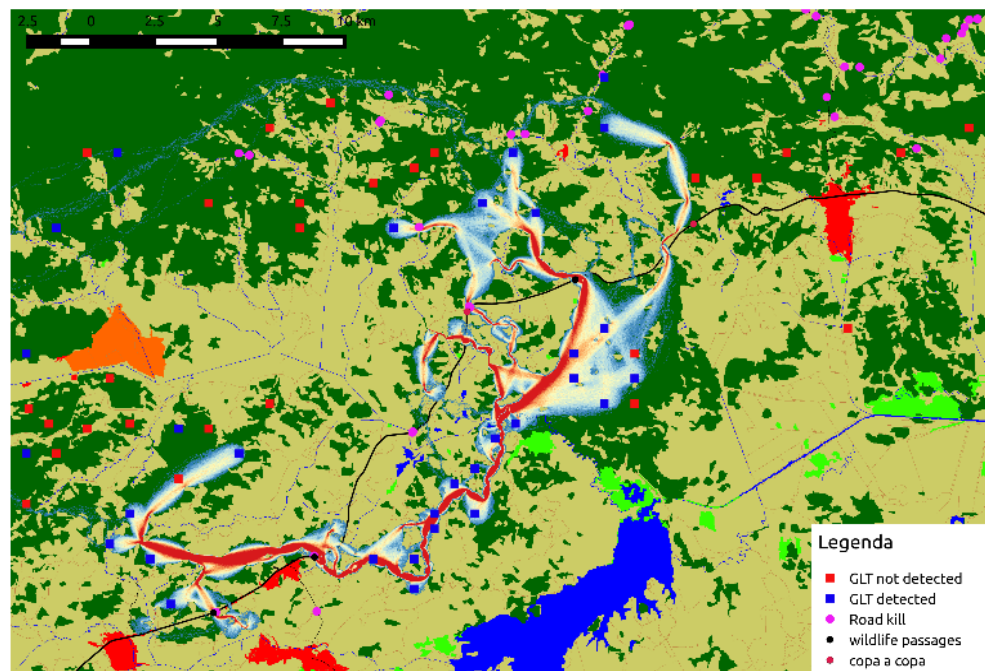 2.5 0 2.5 5 7.5 10 km
Legenda
GLT not detected
GLT detected
Road kill
wildlife passages
copa a copa